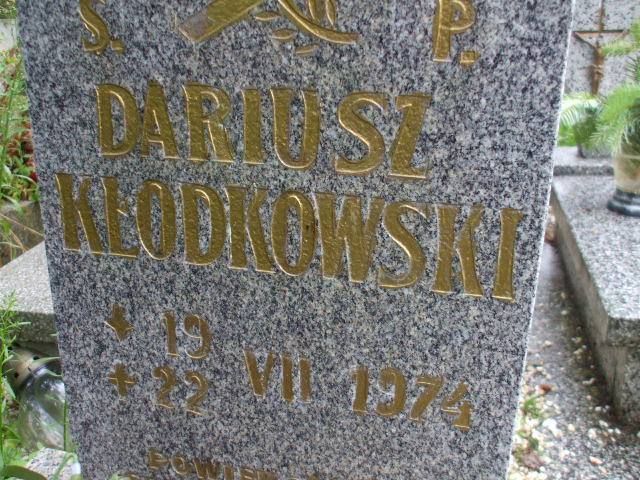 Ś. P.
DARIUSZ
KŁODKOWSKI
19
22 VII 1974